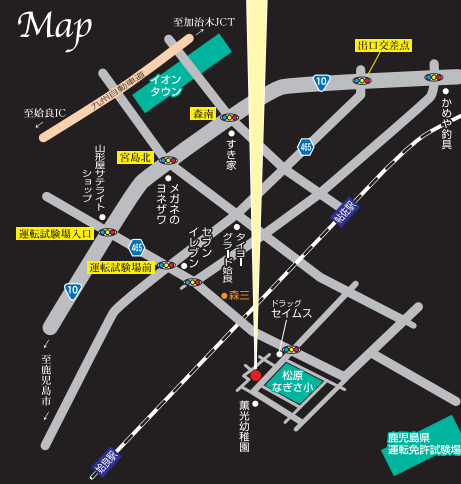 Map
至加治木JCT
出口交差点
イオン
タウン
10
九州自動車道
森南
かめや釣具
至姶良IC
465
すき家
宮島北
山形屋サテライト
ショップ
メガネの
ヨネザワ
帖佐駅
運転試験場入口
465
セブン
イレブン
タイヨー
グラード姶良
運転試験場前
10
森三
ドラッグ
セイムス
至鹿児島市
松原
なぎさ小
薫光幼稚園
姶良駅
鹿児島県
運転免許試験場